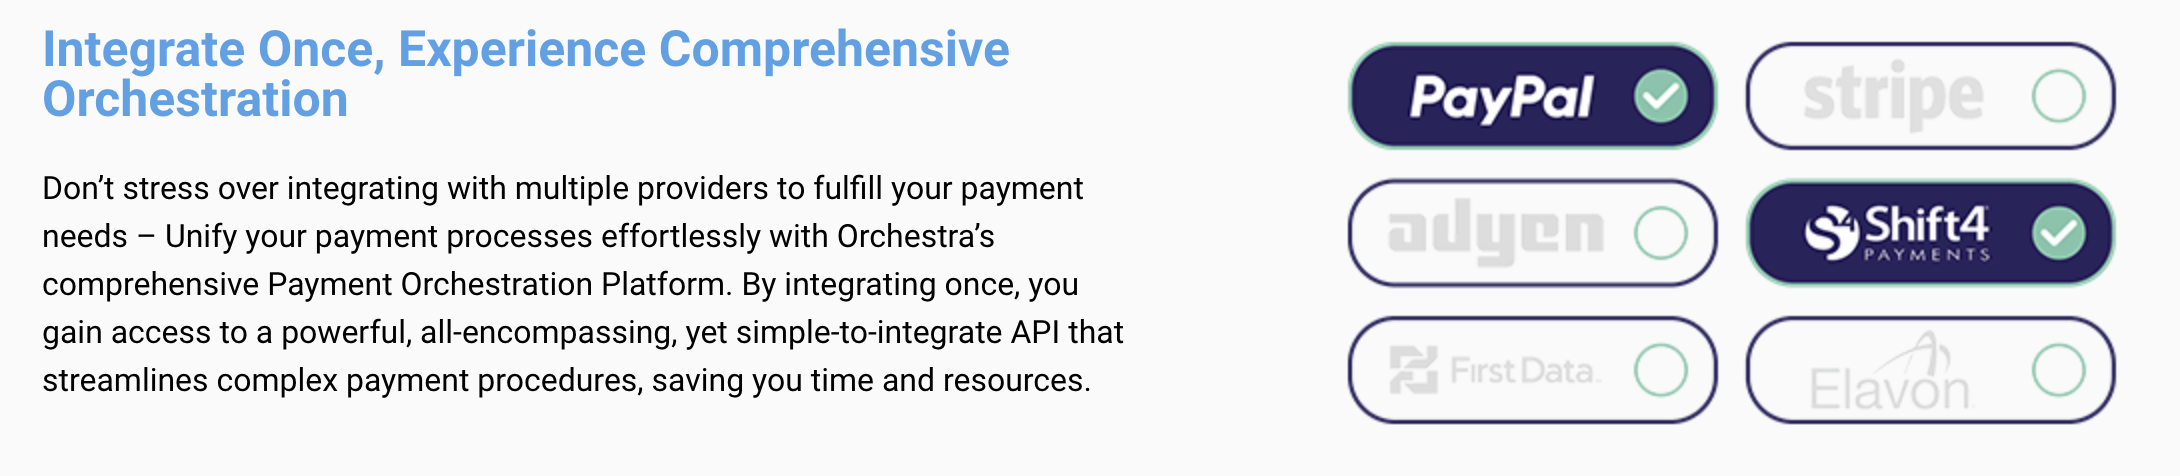 Integrate Once, Experience Comprehensive
Orchestration
Don’t stress over integrating with multiple providers to fulfill your payment
needs – Unify your payment processes effortlessly with Orchestra’s
comprehensive Payment Orchestration Platform. By integrating once, you
gain access to a powerful, all-encompassing, yet simple-to-integrate API that
streamlines complex payment procedures, saving you time and resources.
PayPal
stripe
adyen
S4 Shift4
PAYMENTS
First Data.
Elavon